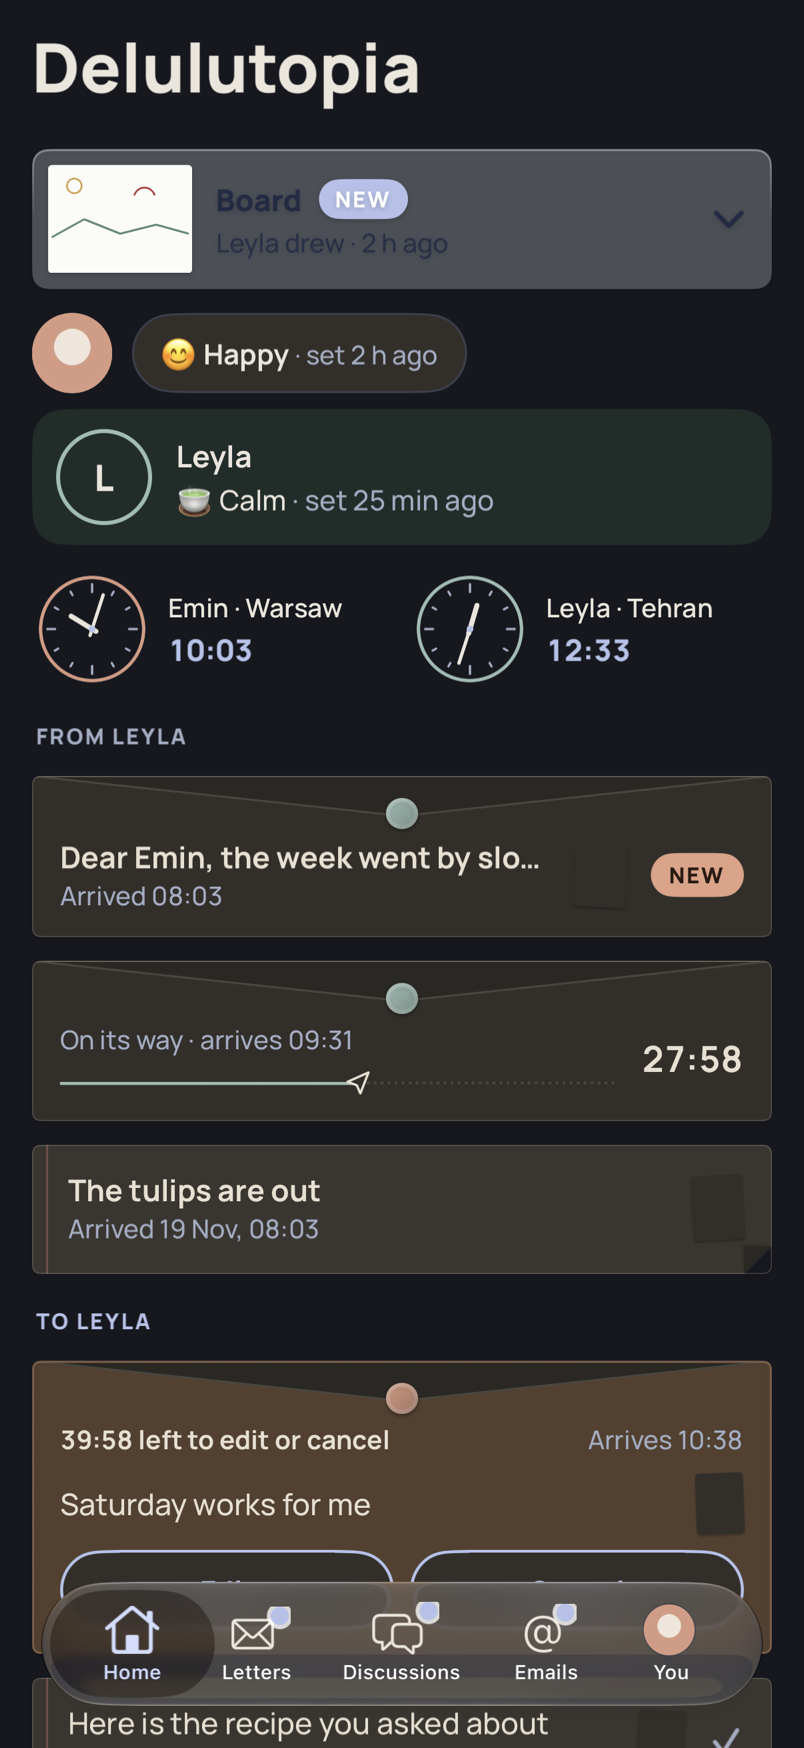 Delulutopia
Board NEW
Leyla drew · 2 h ago
😊 Happy · set 2 h ago
L
Leyla
🍵 Calm · set 25 min ago
Emin · Warsaw
10:03
Leyla · Tehran
12:33
FROM LEYLA
Dear Emin, the week went by slo...
Arrived 08:03
NEW
On its way · arrives 09:31
27:58
The tulips are out
Arrived 19 Nov, 08:03
TO LEYLA
39:58 left to edit or cancel
Arrives 10:38
Saturday works for me
Home
Letters
Discussions
Emails
You
Here is the recipe you asked about